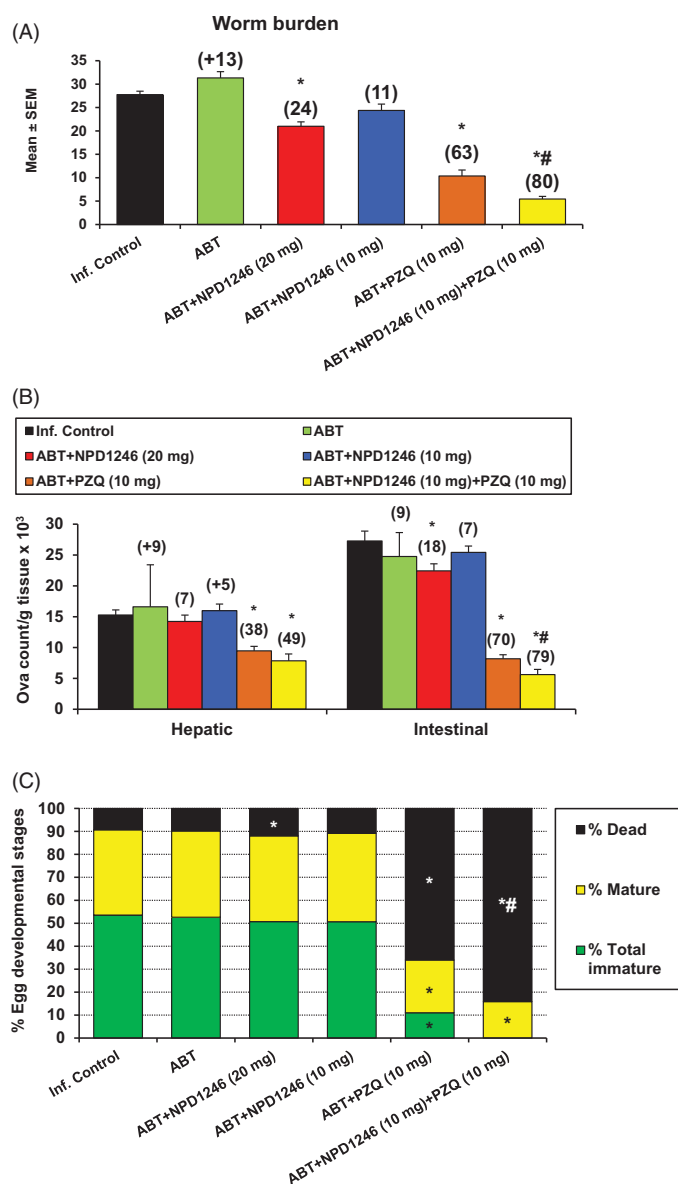 (A)
Worm burden
Mean ± SEM
35
30
25
20
15
10
5
0
(+13)
*
(24)
(11)
*
(63)
*#
(80)
Inf. Control
ABT
ABT+NPD1246 (20 mg)
ABT+NPD1246 (10 mg)
ABT+PZQ (10 mg)
ABT+NPD1246 (10 mg)+PZQ (10 mg)
(B)
Inf. Control
ABT
ABT+NPD1246 (20 mg)
ABT+NPD1246 (10 mg)
ABT+PZQ (10 mg)
ABT+NPD1246 (10 mg)+PZQ (10 mg)
Ova count/g tissue x 10³
30
25
20
15
10
5
0
(+9)
(7)
(+5)
*
(38)
*
(49)
(9)
*
(18)
(7)
*
(70)
*#
(79)
Hepatic
Intestinal
(C)
% Egg developmental stages
100
90
80
70
60
50
40
30
20
10
0
*
*
*
*
*#
*
Inf. Control
ABT
ABT+NPD1246 (20 mg)
ABT+NPD1246 (10 mg)
ABT+PZQ (10 mg)
ABT+NPD1246 (10 mg)+PZQ (10 mg)
% Dead
% Mature
% Total
immature